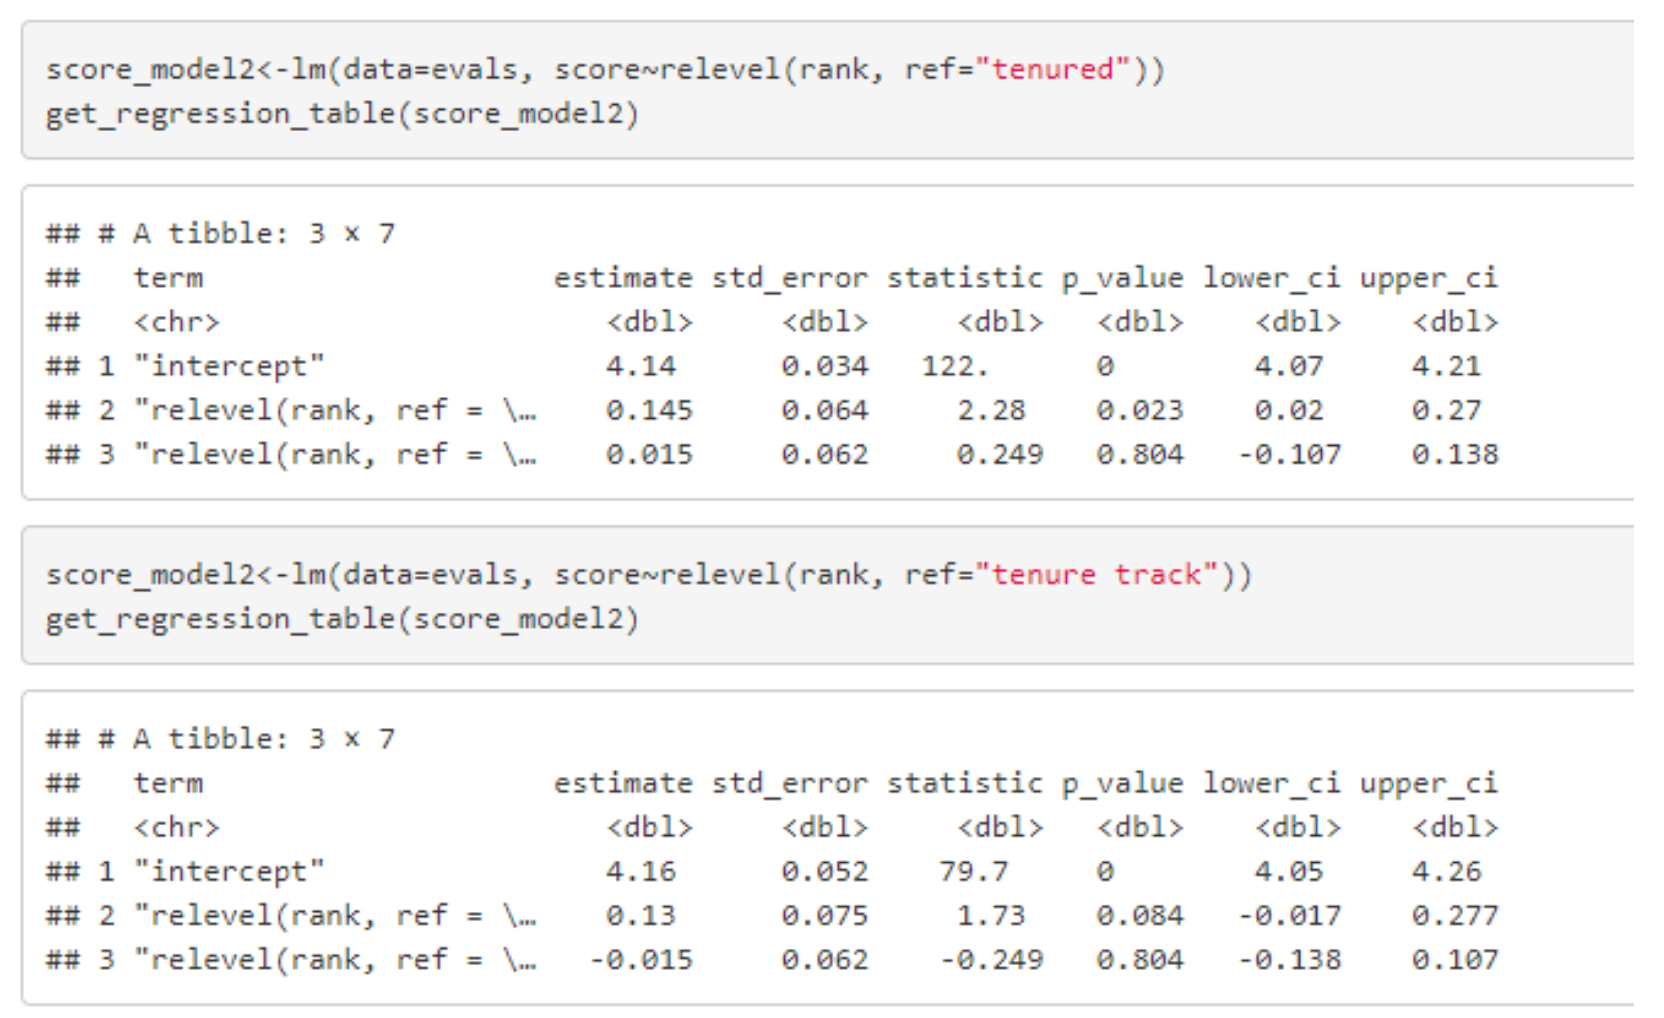 score_model2<-lm(data=evals, score~relevel(rank, ref="tenured"))
get_regression_table(score_model2)
## # A tibble: 3 × 7
##   term                    estimate std_error statistic p_value lower_ci upper_ci
##   <chr>                      <dbl>     <dbl>     <dbl>   <dbl>    <dbl>    <dbl>
## 1 "intercept"                4.14      0.034   122.      0        4.07     4.21
## 2 "relevel(rank, ref = \…    0.145     0.064     2.28    0.023    0.02     0.27
## 3 "relevel(rank, ref = \…    0.015     0.062     0.249   0.804   -0.107    0.138
score_model2<-lm(data=evals, score~relevel(rank, ref="tenure track"))
get_regression_table(score_model2)
## # A tibble: 3 × 7
##   term                    estimate std_error statistic p_value lower_ci upper_ci
##   <chr>                      <dbl>     <dbl>     <dbl>   <dbl>    <dbl>    <dbl>
## 1 "intercept"                4.16      0.052    79.7     0        4.05     4.26
## 2 "relevel(rank, ref = \…    0.13      0.075     1.73    0.084   -0.017    0.277
## 3 "relevel(rank, ref = \…   -0.015     0.062    -0.249   0.804   -0.138    0.107